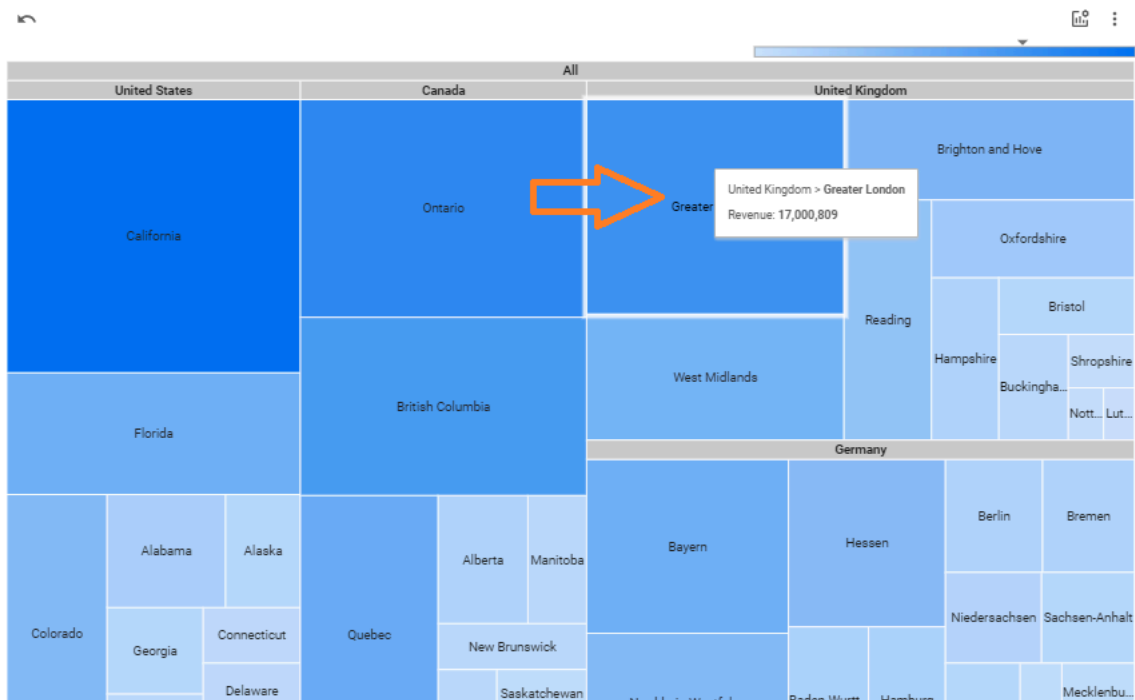 All
United States
Canada
United Kingdom
California
Ontario
Greater
United Kingdom > Greater London
Revenue: 17,000,809
Brighton and Hove
Oxfordshire
Reading
Bristol
Hampshire
Buckingha...
Shropshire
Nott...
Lut...
West Midlands
Florida
British Columbia
Germany
Colorado
Alabama
Alaska
Georgia
Connecticut
Delaware
Quebec
Alberta
Manitoba
New Brunswick
Saskatchewan
Bayern
Hessen
Berlin
Bremen
Niedersachsen
Sachsen-Anhalt
Hamburg
Mecklenbu...